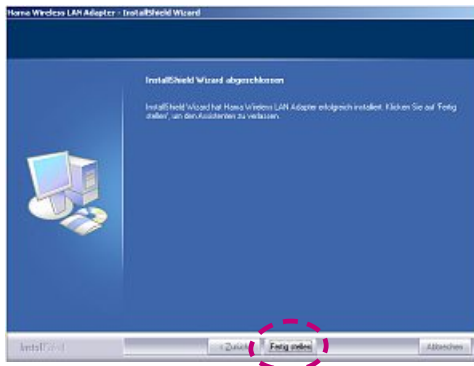 Hama Wireless LAN Adapter - InstallShield Wizard
InstallShield Wizard abgeschlossen
InstallShield Wizard hat Hama Wireless LAN Adapter erfolgreich installiert. Klicken Sie auf 'Fertig
stellen', um den Assistenten zu verlassen.
InstallShield
< Zurück
Fertig stellen
Abbrechen